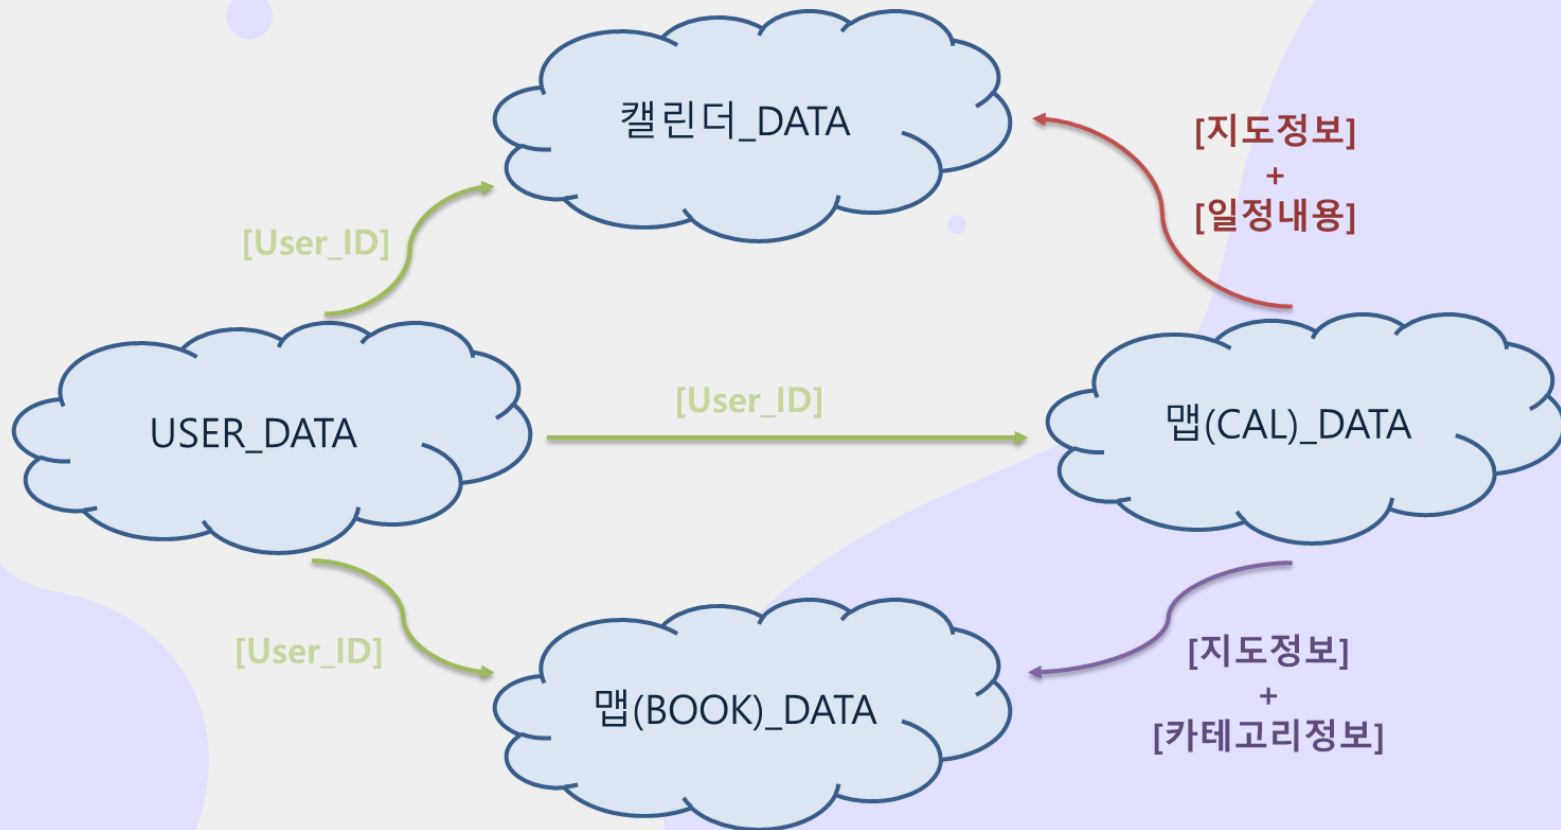 캘린더_DATA
[지도정보]
+
[일정내용]
[User_ID]
USER_DATA
[User_ID]
맵(CAL)_DATA
[User_ID]
맵(BOOK)_DATA
[지도정보]
+
[카테고리정보]